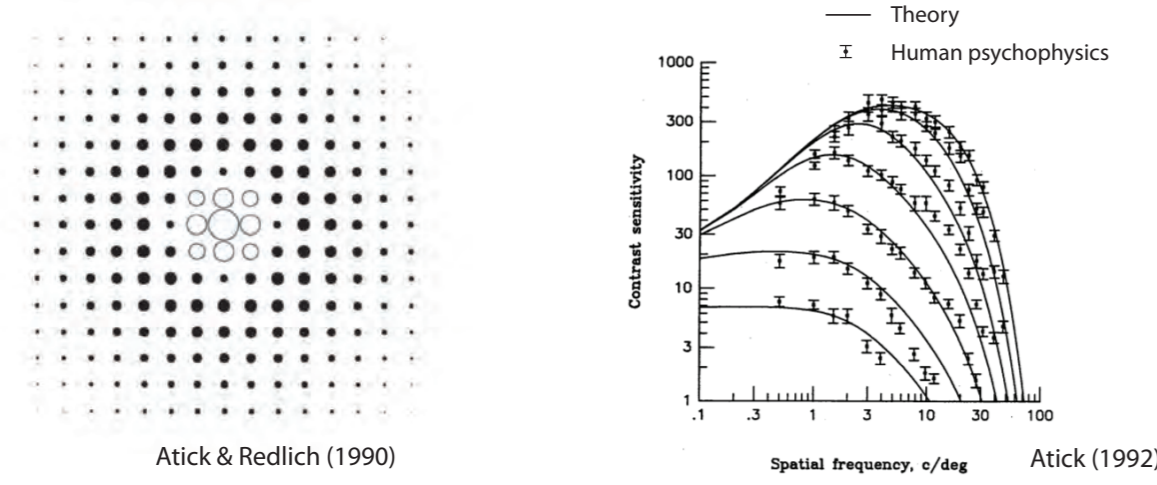 Theory
Human psychophysics
1000
300
100
30
10
3
1
Contrast sensitivity
.1 .3 1 3 10 30 100
Spatial frequency, c/deg
Atick & Redlich (1990)
Atick (1992)